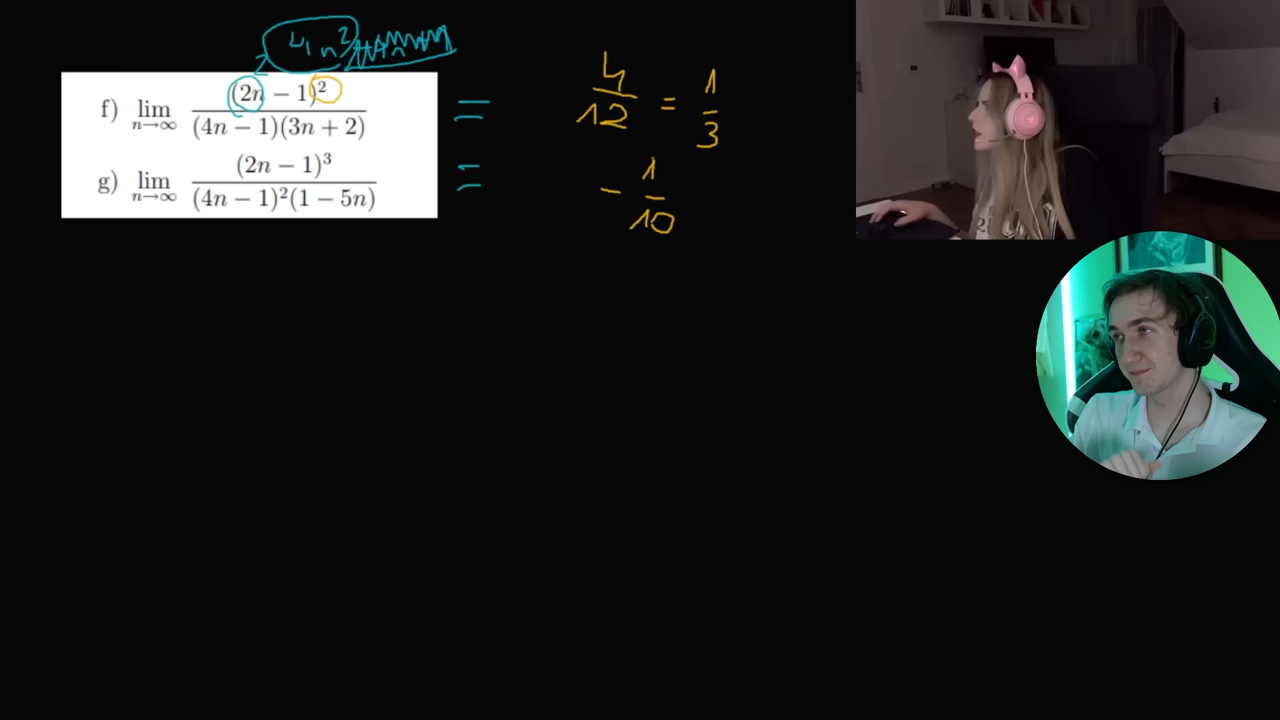 4n²
f) lim n→∞ (2n − 1)² / (4n − 1)(3n + 2) = 4/12 = 1/3
g) lim n→∞ (2n − 1)³ / (4n − 1)²(1 − 5n) = − 1/10